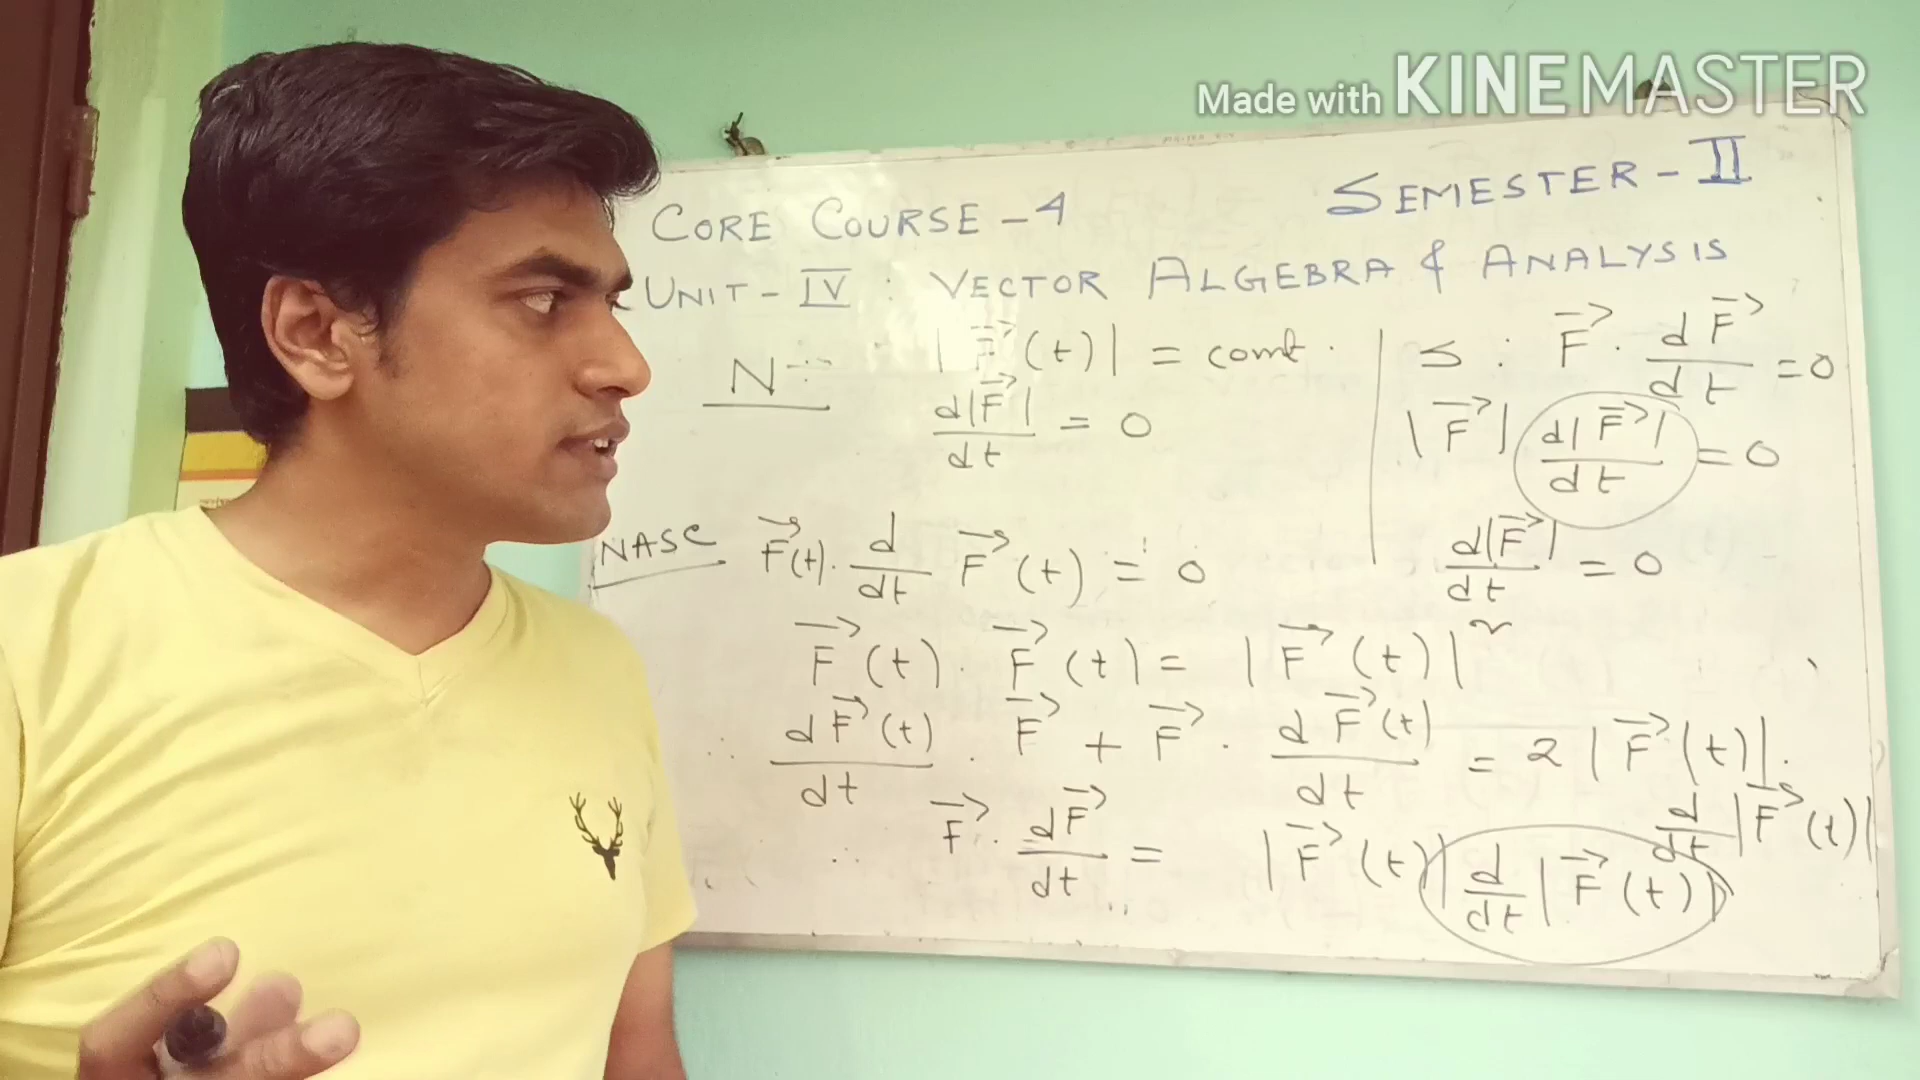 Made with KINEMASTER
CORE COURSE - 4 SEMESTER - II
UNIT - IV : VECTOR ALGEBRA & ANALYSIS
N : |F⃗(t)| = const.
d|F⃗|/dt = 0
S : F⃗ . dF⃗/dt = 0
|F⃗| d|F⃗|/dt = 0
d|F⃗|/dt = 0
NASC F⃗(t). d/dt F⃗(t) = 0
F⃗(t) . F⃗(t) = |F⃗(t)|²
∴ dF⃗(t)/dt . F⃗ + F⃗ . dF⃗(t)/dt = 2 |F⃗(t)|. d/dt |F⃗(t)|
∴ F⃗ . dF⃗/dt = |F⃗(t)| d/dt |F⃗(t)|